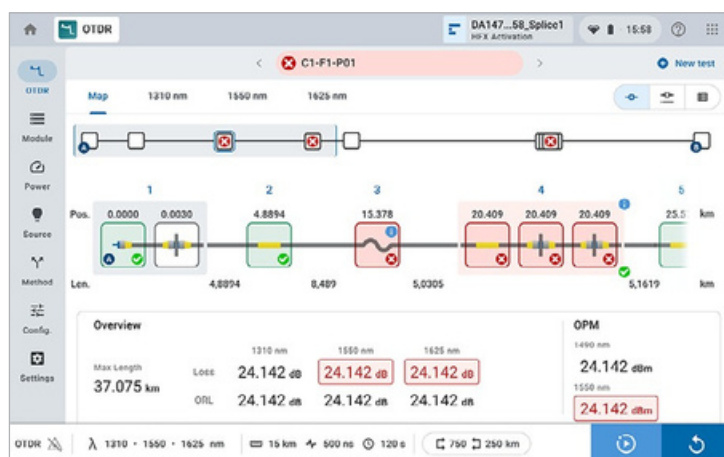 OTDR
DA147...58_Splice1
HFX Activation
15:58
C1-F1-P01
New test
OTDR
Map 1310 nm 1550 nm 1625 nm
Module
A
B
Power
1 2 3 4 5
Pos. 0.0000 0.0030 4.8894 15.378 20.409 20.409 20.409 25.5 km
Source
A
Method
Len. 4,8894 8,489 5,0305 5,1619 km
Config.
Overview
OPM
1310 nm 1550 nm 1625 nm
1490 nm
Max Length
Loss 24.142 dB 24.142 dB 24.142 dB
24.142 dBm
37.075 km
Settings
1550 nm
ORL 24.142 dB 24.142 dB 24.142 dB
24.142 dBm
OTDR
λ 1310 · 1550 · 1625 nm
15 km 500 ns 120 s
750 250 km